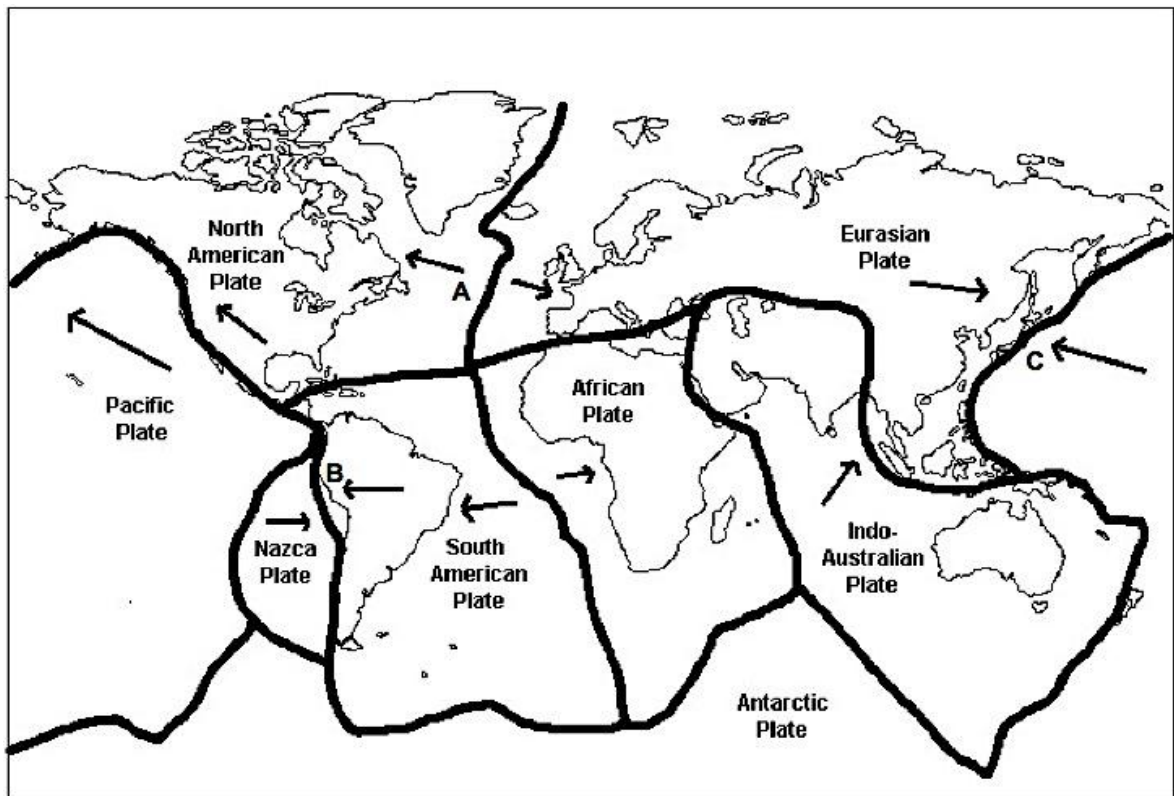 North
American
Plate
Eurasian
Plate
A
C
Pacific
Plate
African
Plate
B
Nazca
Plate
South
American
Plate
Indo-
Australian
Plate
Antarctic
Plate